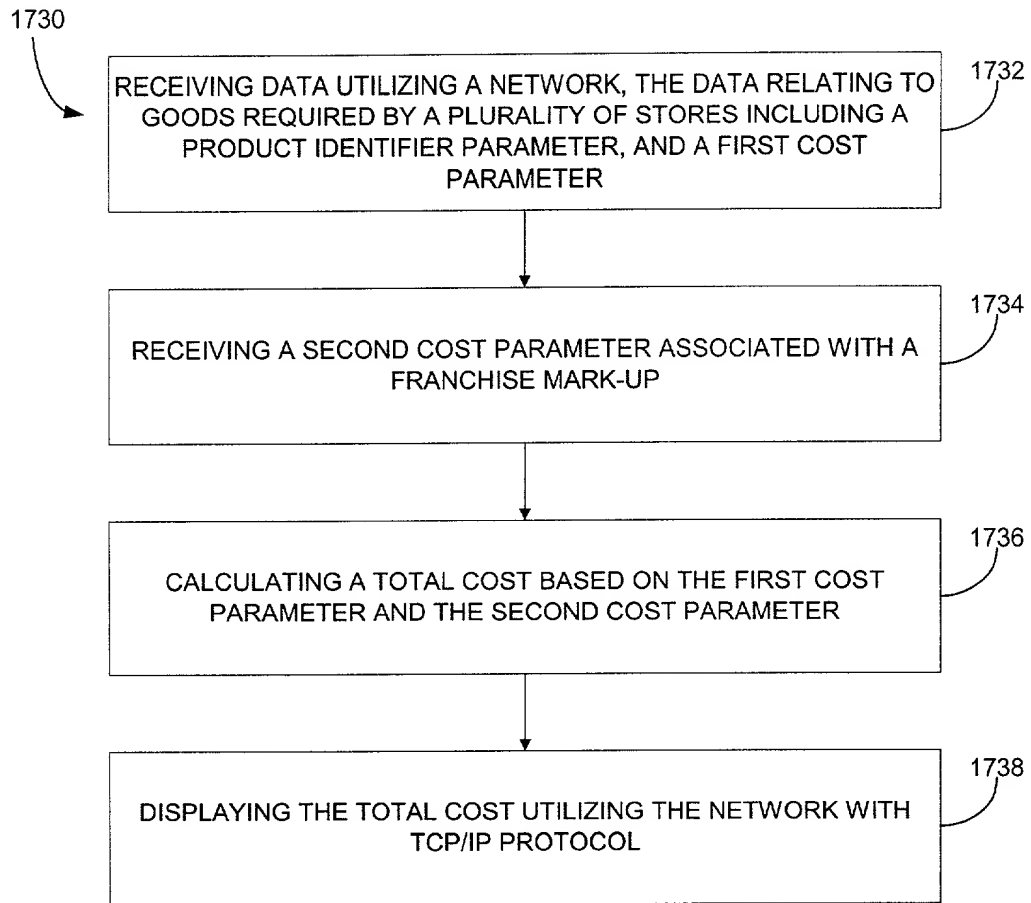 1730
RECEIVING DATA UTILIZING A NETWORK, THE DATA RELATING TO
GOODS REQUIRED BY A PLURALITY OF STORES INCLUDING A
PRODUCT IDENTIFIER PARAMETER, AND A FIRST COST
PARAMETER
1732
RECEIVING A SECOND COST PARAMETER ASSOCIATED WITH A
FRANCHISE MARK-UP
1734
CALCULATING A TOTAL COST BASED ON THE FIRST COST
PARAMETER AND THE SECOND COST PARAMETER
1736
DISPLAYING THE TOTAL COST UTILIZING THE NETWORK WITH
TCP/IP PROTOCOL
1738